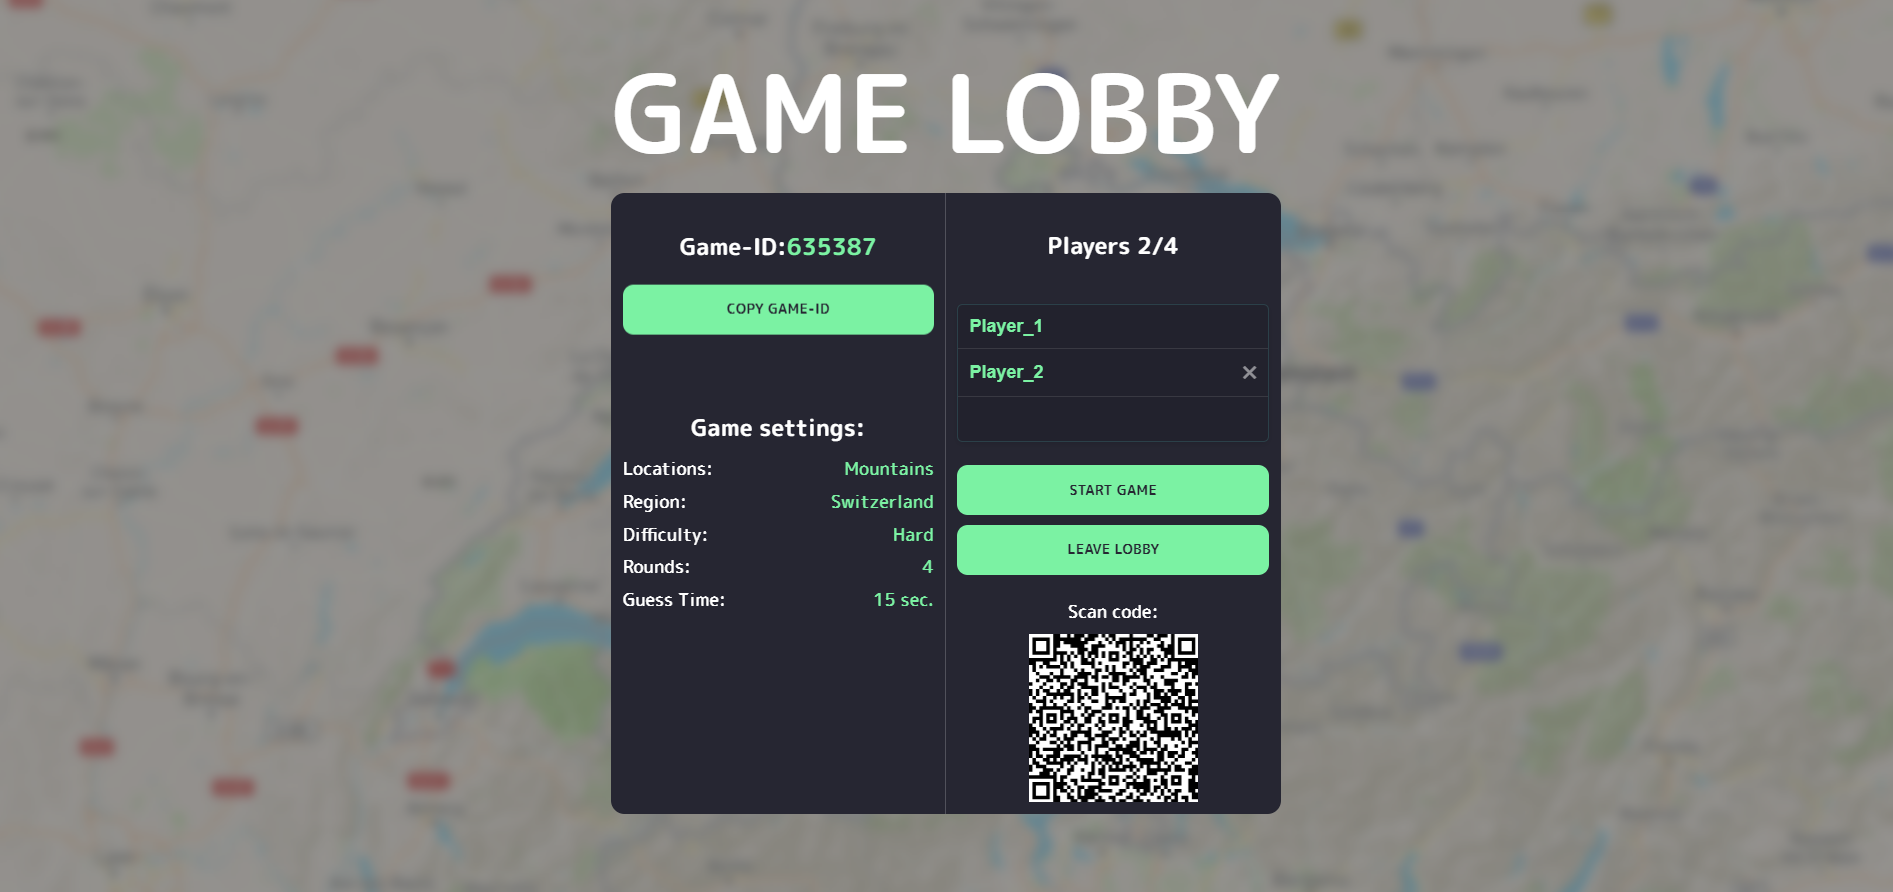 GAME LOBBY
Game-ID:635387
COPY GAME-ID
Game settings:
Locations: Mountains
Region: Switzerland
Difficulty: Hard
Rounds: 4
Guess Time: 15 sec.
Players 2/4
Player_1
Player_2 ×
START GAME
LEAVE LOBBY
Scan code: